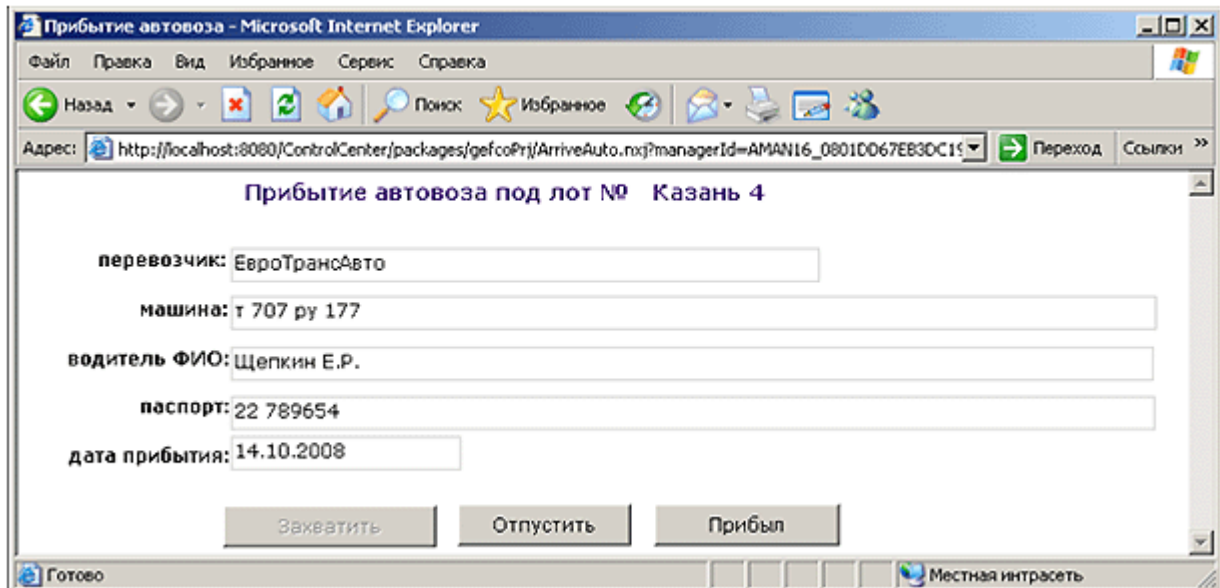 Прибытие автовоза - Microsoft Internet Explorer
Файл Правка Вид Избранное Сервис Справка
Назад Поиск Избранное
Адрес: http://localhost:8080/ControlCenter/packages/gefcoPrj/ArriveAuto.nxj?managerId=AMAN16_0801DD67EB3DC19 Переход Ссылки »
Прибытие автовоза под лот № Казань 4
перевозчик: ЕвроТрансАвто
машина: т 707 ру 177
водитель ФИО: Щепкин Е.Р.
паспорт: 22 789654
дата прибытия: 14.10.2008
Захватить Отпустить Прибыл
Готово Местная интрасеть